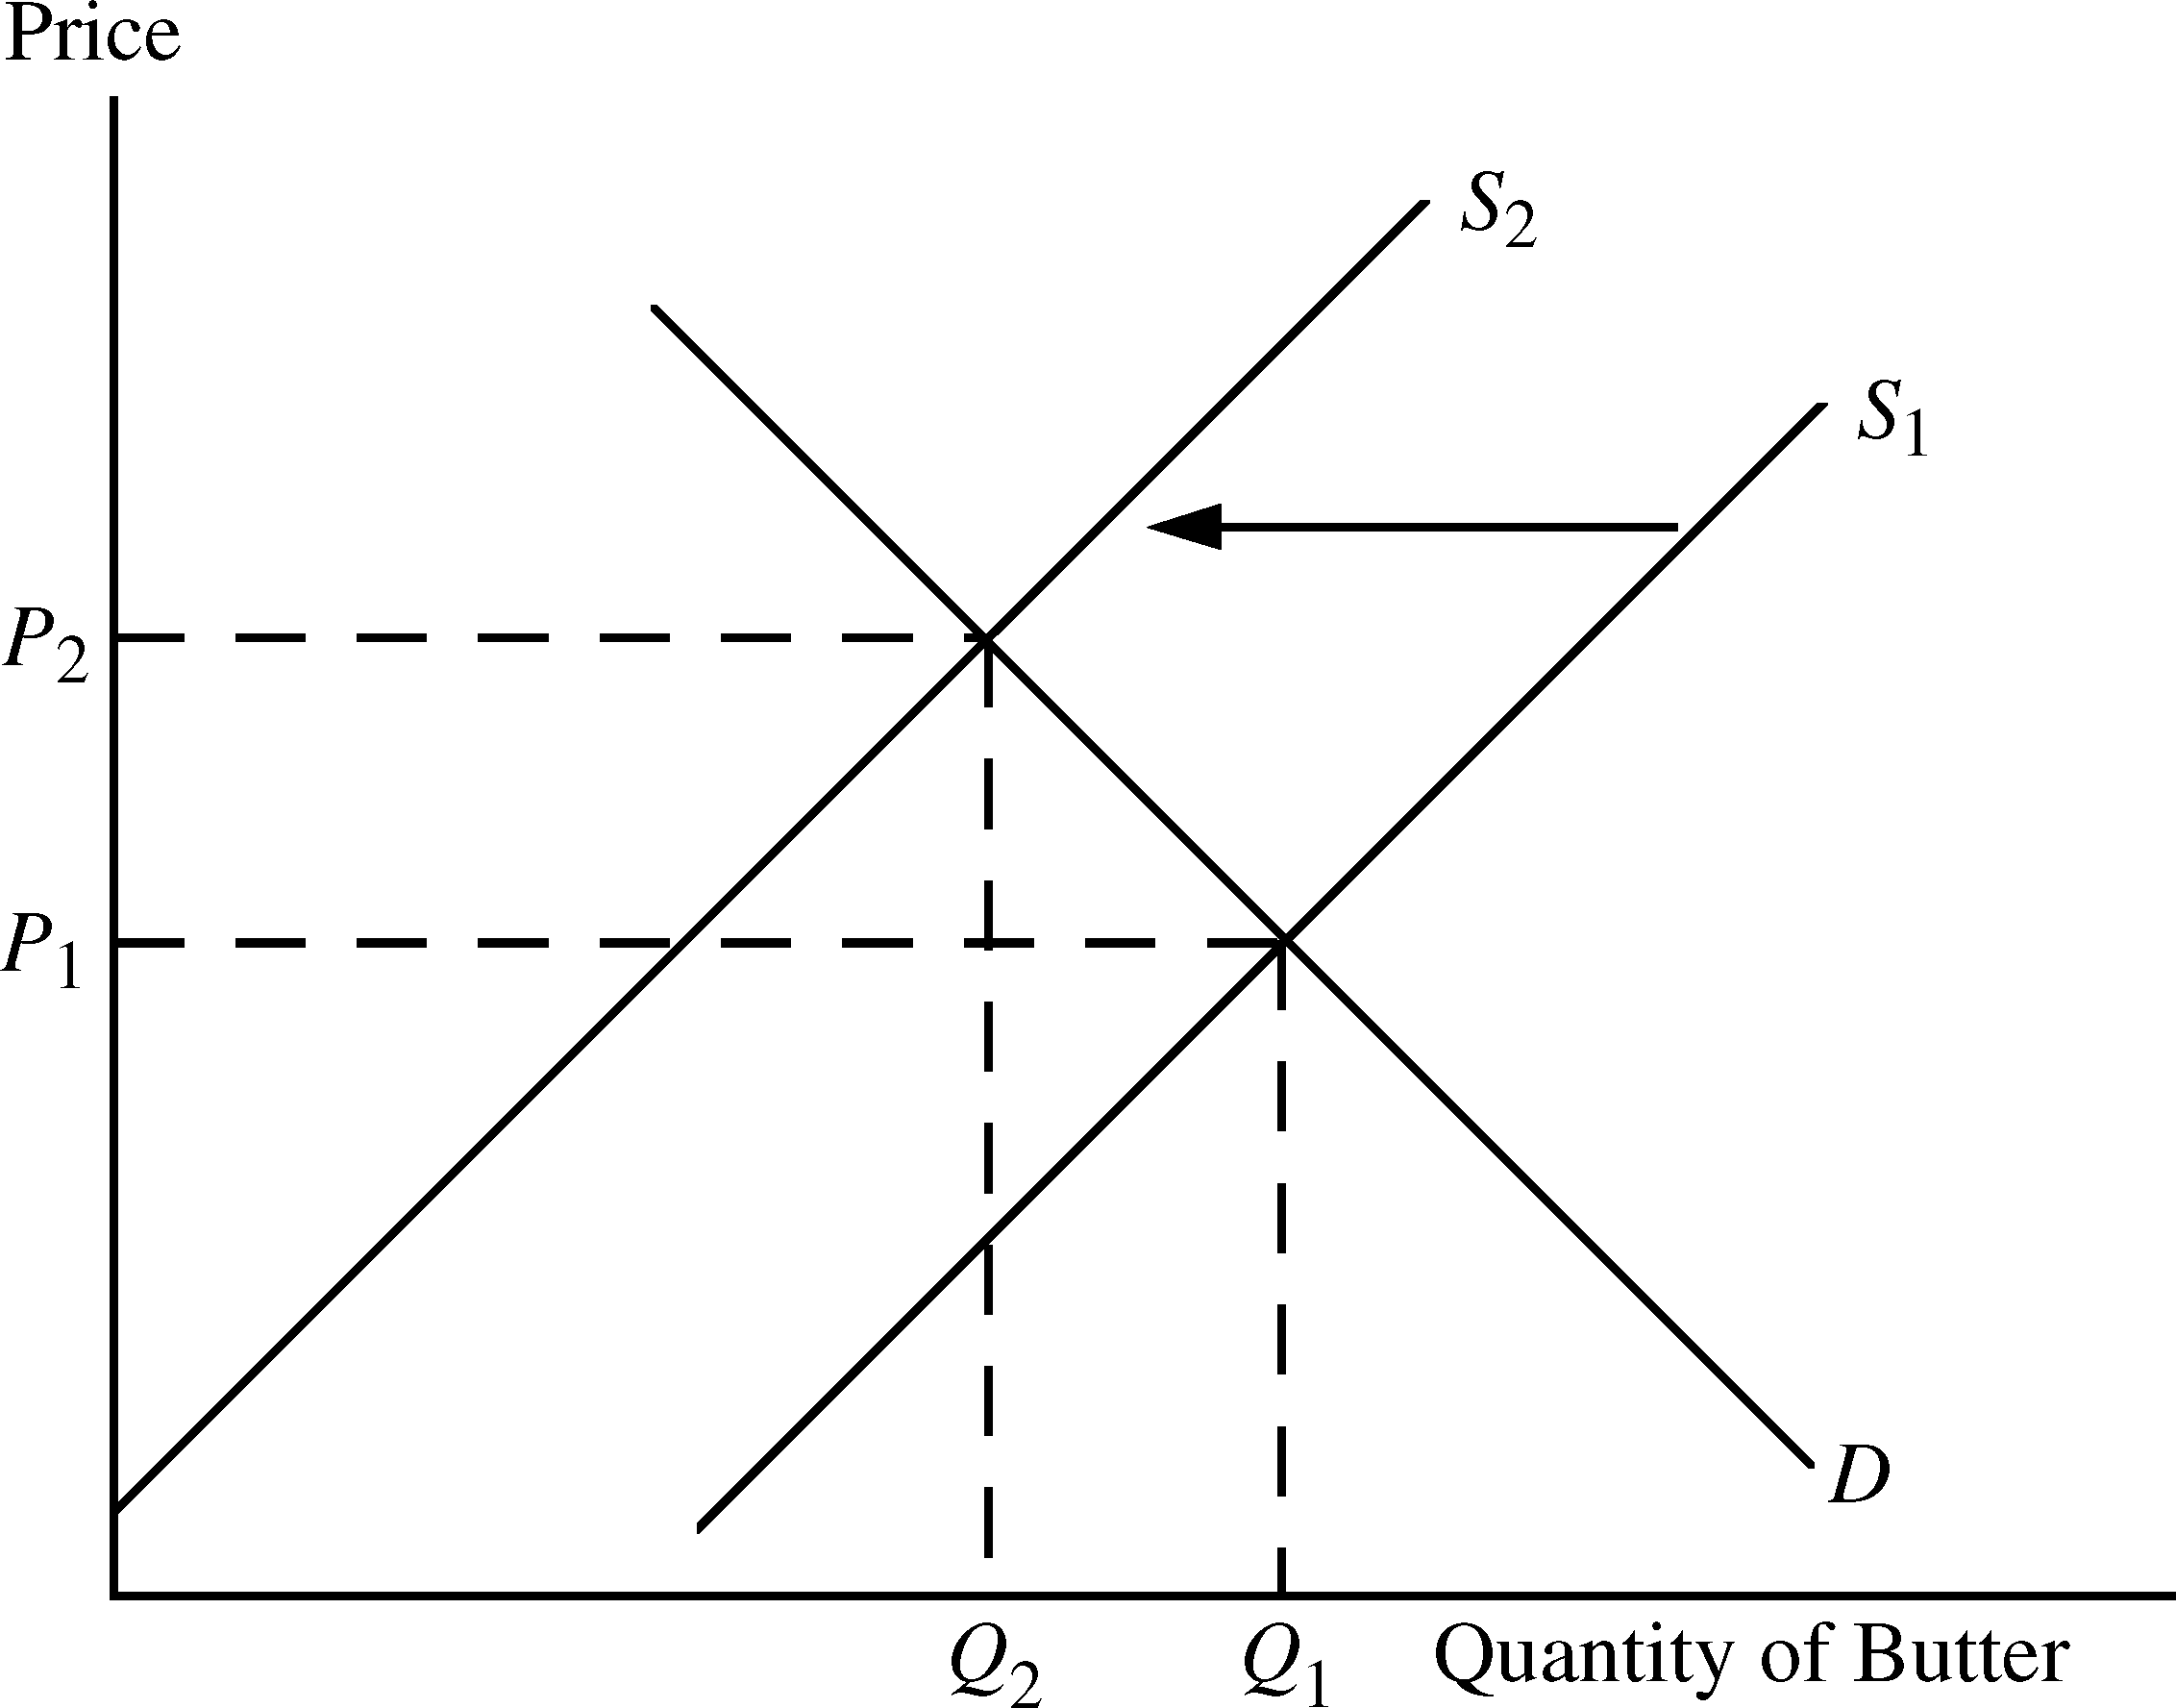 Price
S₂
S₁
P₂
P₁
D
Q₂ Q₁ Quantity of Butter